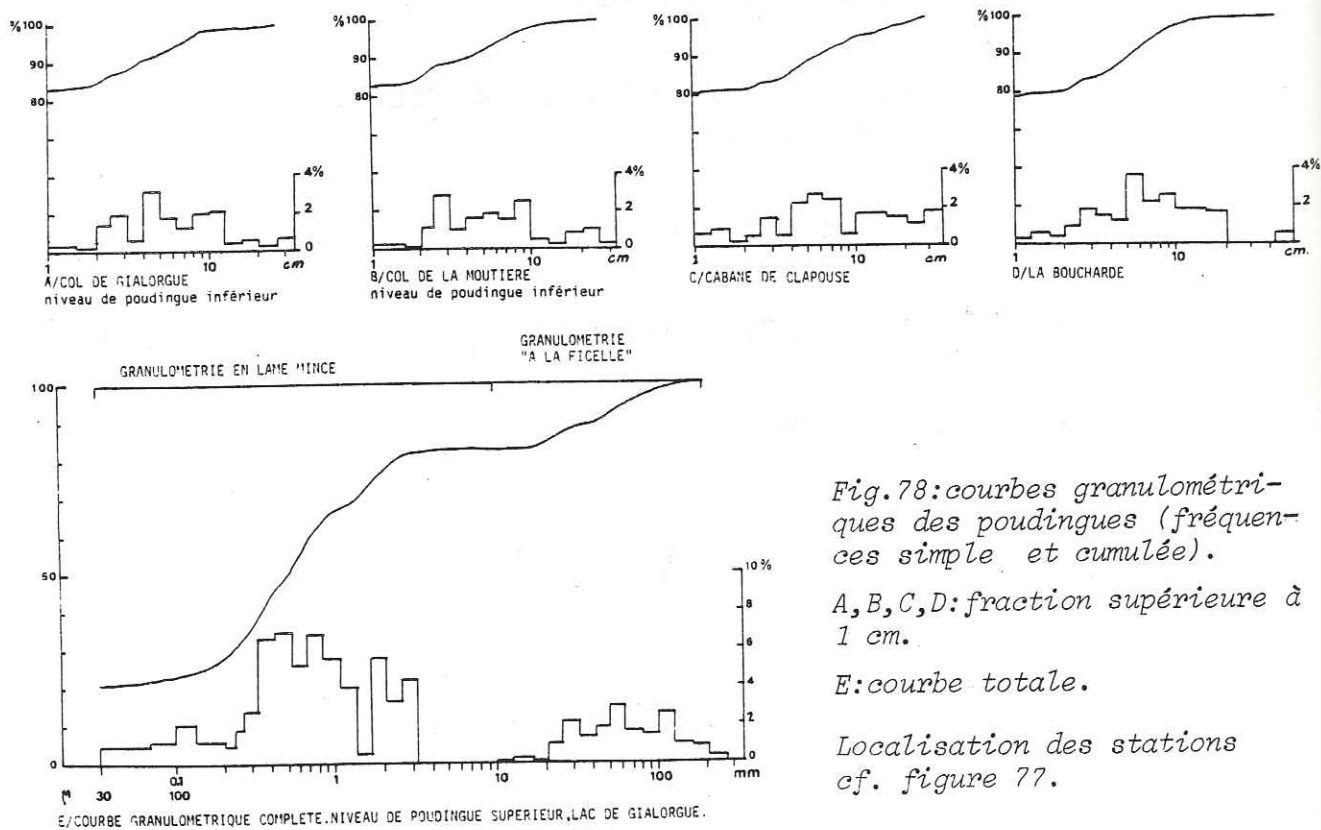 %100
90
80
4%
2
0
1
10
cm
A/COL DE GIALORGUE
niveau de poudingue inférieur
%100
90
80
4%
2
0
1
10
cm
B/COL DE LA MOUTIERE
niveau de poudingue inférieur
%100
90
80
4%
2
0
1
10
cm
C/CABANE DE CLAPOUSE
%100
90
80
4%
2
0
1
10
cm.
D/LA BOUCHARDE
GRANULOMETRIE EN LAME MINCE
GRANULOMETRIE
"A LA FICELLE"
100
50
0
10%
8
6
4
2
0
0.1
1
10
100
mm
µ
30
100
E/COURBE GRANULOMETRIQUE COMPLETE.NIVEAU DE POUDINGUE SUPERIEUR,LAC DE GIALORGUE.
Fig.78:courbes granulométri-
ques des poudingues (fréquen-
ces simple et cumulée).
A,B,C,D:fraction supérieure à
1 cm.
E:courbe totale.
Localisation des stations
cf. figure 77.